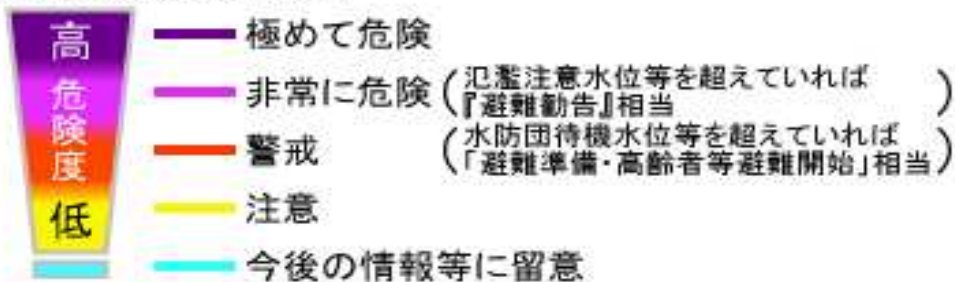 高
危険度
低
極めて危険
非常に危険(氾濫注意水位等を超えていれば
『避難勧告』相当)
警戒(水防団待機水位等を超えていれば
「避難準備・高齢者等避難開始」相当)
注意
今後の情報等に留意